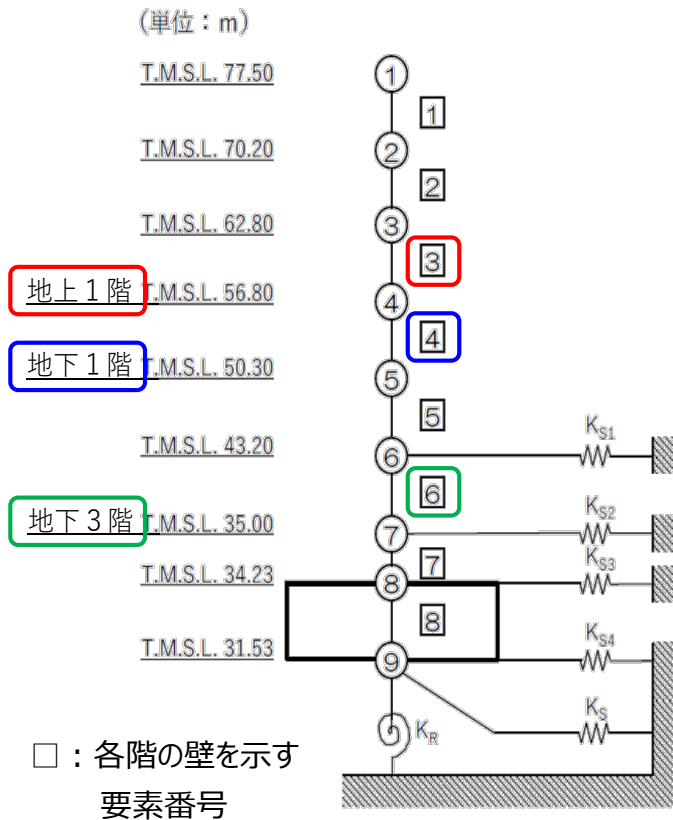 (単位：m)
T.M.S.L. 77.50
①
1
T.M.S.L. 70.20
②
2
T.M.S.L. 62.80
③
3
地上1階 T.M.S.L. 56.80
④
4
地下1階 T.M.S.L. 50.30
⑤
5
T.M.S.L. 43.20
⑥
KS1
6
地下3階 T.M.S.L. 35.00
⑦
KS2
7
T.M.S.L. 34.23
⑧
KS3
8
T.M.S.L. 31.53
⑨
KS4
KR
KS
□：各階の壁を示す
要素番号